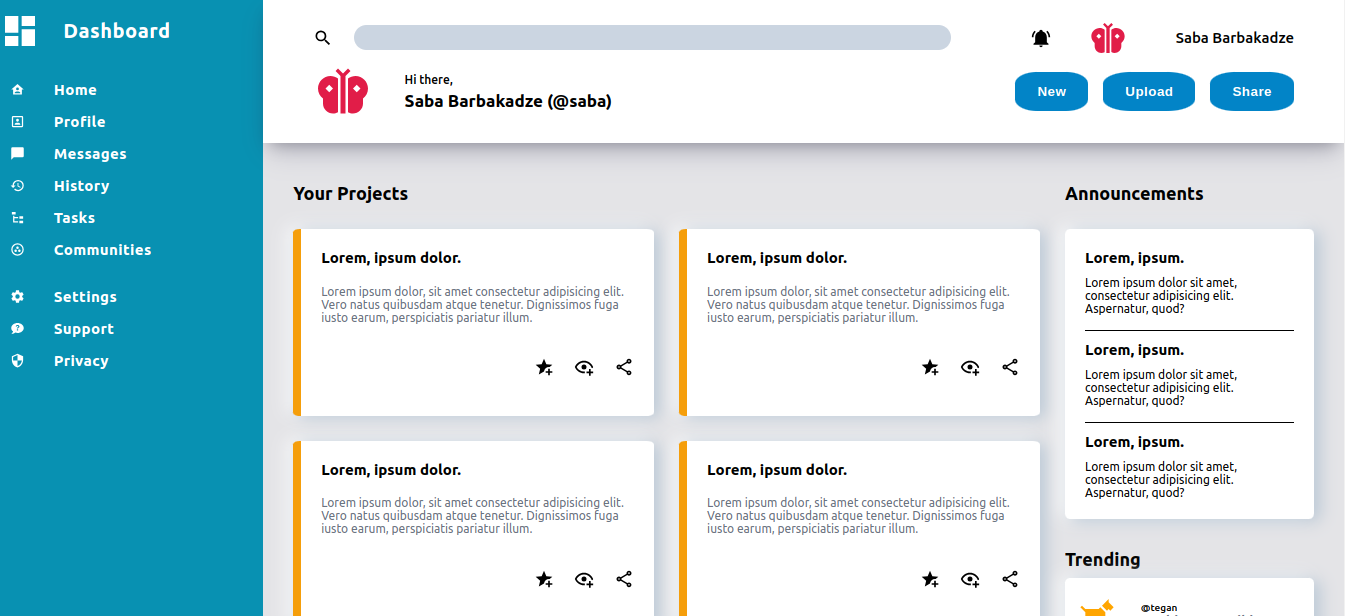 Dashboard
Home
Profile
Messages
History
Tasks
Communities
Settings
Support
Privacy
Saba Barbakadze
Hi there,
Saba Barbakadze (@saba)
New
Upload
Share
Your Projects
Lorem, ipsum dolor.
Lorem ipsum dolor, sit amet consectetur adipisicing elit.
Vero natus quibusdam atque tenetur. Dignissimos fuga
iusto earum, perspiciatis pariatur illum.
Lorem, ipsum dolor.
Lorem ipsum dolor, sit amet consectetur adipisicing elit.
Vero natus quibusdam atque tenetur. Dignissimos fuga
iusto earum, perspiciatis pariatur illum.
Lorem, ipsum dolor.
Lorem ipsum dolor, sit amet consectetur adipisicing elit.
Vero natus quibusdam atque tenetur. Dignissimos fuga
iusto earum, perspiciatis pariatur illum.
Lorem, ipsum dolor.
Lorem ipsum dolor, sit amet consectetur adipisicing elit.
Vero natus quibusdam atque tenetur. Dignissimos fuga
iusto earum, perspiciatis pariatur illum.
Announcements
Lorem, ipsum.
Lorem ipsum dolor sit amet,
consectetur adipisicing elit.
Aspernatur, quod?
Lorem, ipsum.
Lorem ipsum dolor sit amet,
consectetur adipisicing elit.
Aspernatur, quod?
Lorem, ipsum.
Lorem ipsum dolor sit amet,
consectetur adipisicing elit.
Aspernatur, quod?
Trending
@tegan